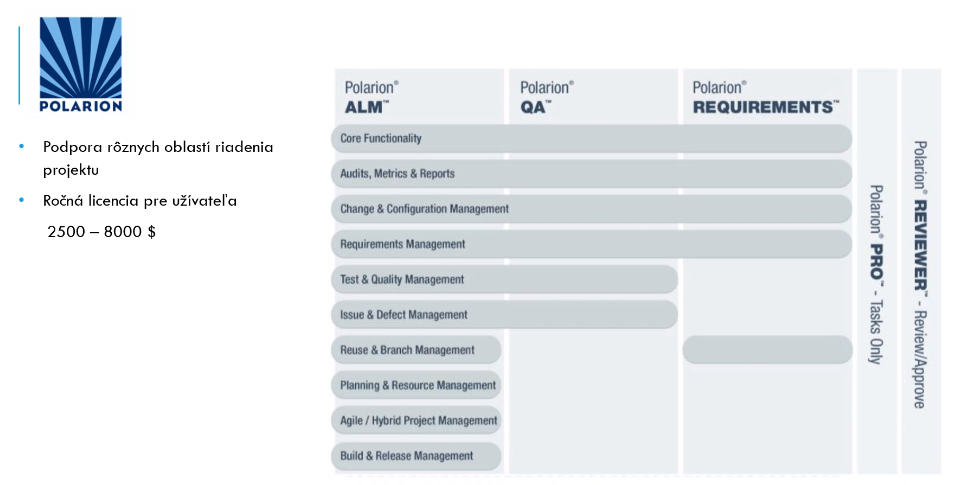 POLARION
• Podpora rôznych oblastí riadenia
projektu
• Ročná licencia pre užívateľa
2500 – 8000 $
Polarion®
ALM™
Polarion®
QA™
Polarion®
REQUIREMENTS™
Core Functionality
Audits, Metrics & Reports
Change & Configuration Management
Requirements Management
Test & Quality Management
Issue & Defect Management
Reuse & Branch Management
Planning & Resource Management
Agile / Hybrid Project Management
Build & Release Management
Polarion® PRO™ - Tasks Only
Polarion® REVIEWER™ - Review/Approve